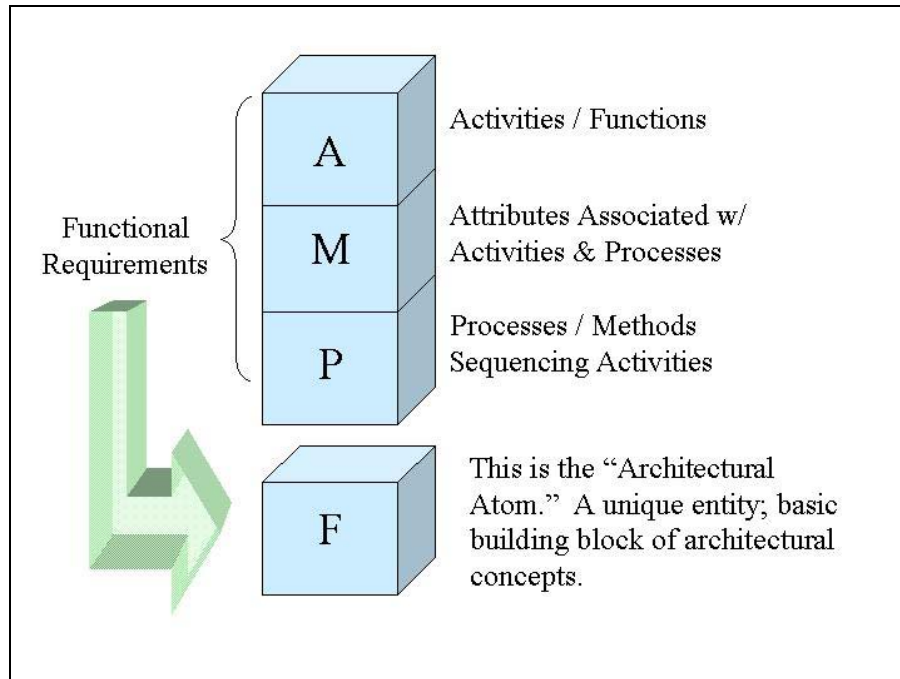 A
Activities / Functions
Functional
Requirements
M
Attributes Associated w/
Activities & Processes
P
Processes / Methods
Sequencing Activities
F
This is the “Architectural
Atom.” A unique entity; basic
building block of architectural
concepts.